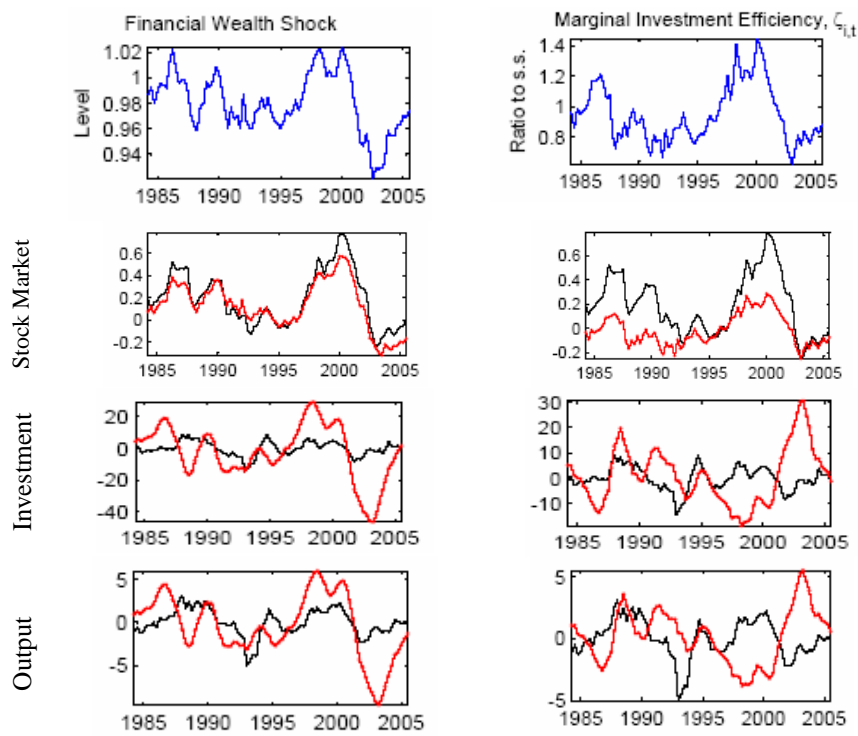 Financial Wealth Shock
Level
1.02
1
0.98
0.96
0.94
1985 1990 1995 2000 2005
Marginal Investment Efficiency, ζi,t
Ratio to s.s.
1.4
1.2
1
0.8
1985 1990 1995 2000 2005
Stock Market
0.6
0.4
0.2
0
-0.2
1985 1990 1995 2000 2005
0.6
0.4
0.2
0
-0.2
1985 1990 1995 2000 2005
Investment
20
0
-20
-40
1985 1990 1995 2000 2005
30
20
10
0
-10
1985 1990 1995 2000 2005
Output
5
0
-5
1985 1990 1995 2000 2005
5
0
-5
1985 1990 1995 2000 2005